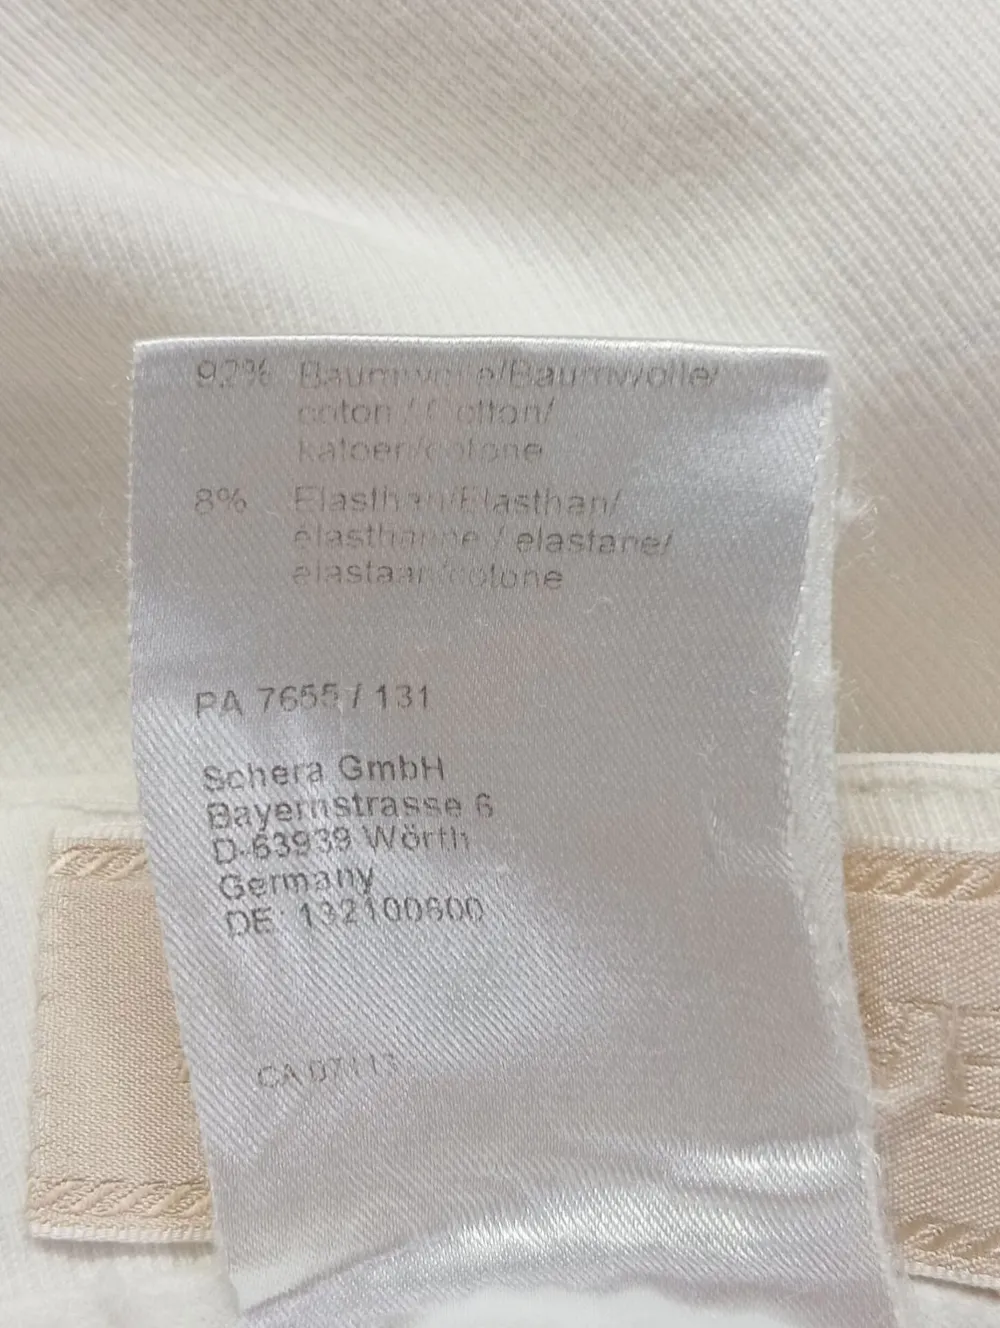 92% Baumwolle/Baumwolle/
coton / Cotton/
katoen/cotone
8% Elasthan/Elasthan/
elasthanne / elastane/
elastaan/cotone
PA 7655 / 131
Schera GmbH
Bayernstrasse 6
D-63939 Wörth
Germany
DE 132100600